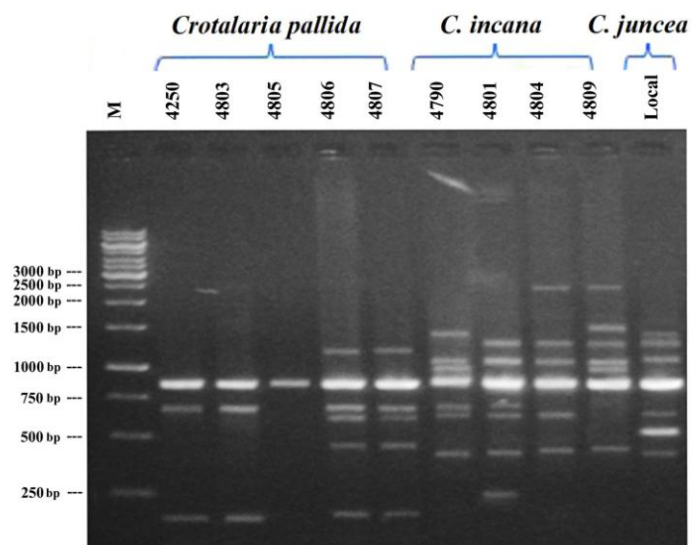 Crotalaria pallida C. incana C. juncea
M 4250 4803 4805 4806 4807 4790 4801 4804 4809 Local
3000 bp ---
2500 bp ---
2000 bp ---
1500 bp ---
1000 bp ---
750 bp ---
500 bp ---
250 bp ---